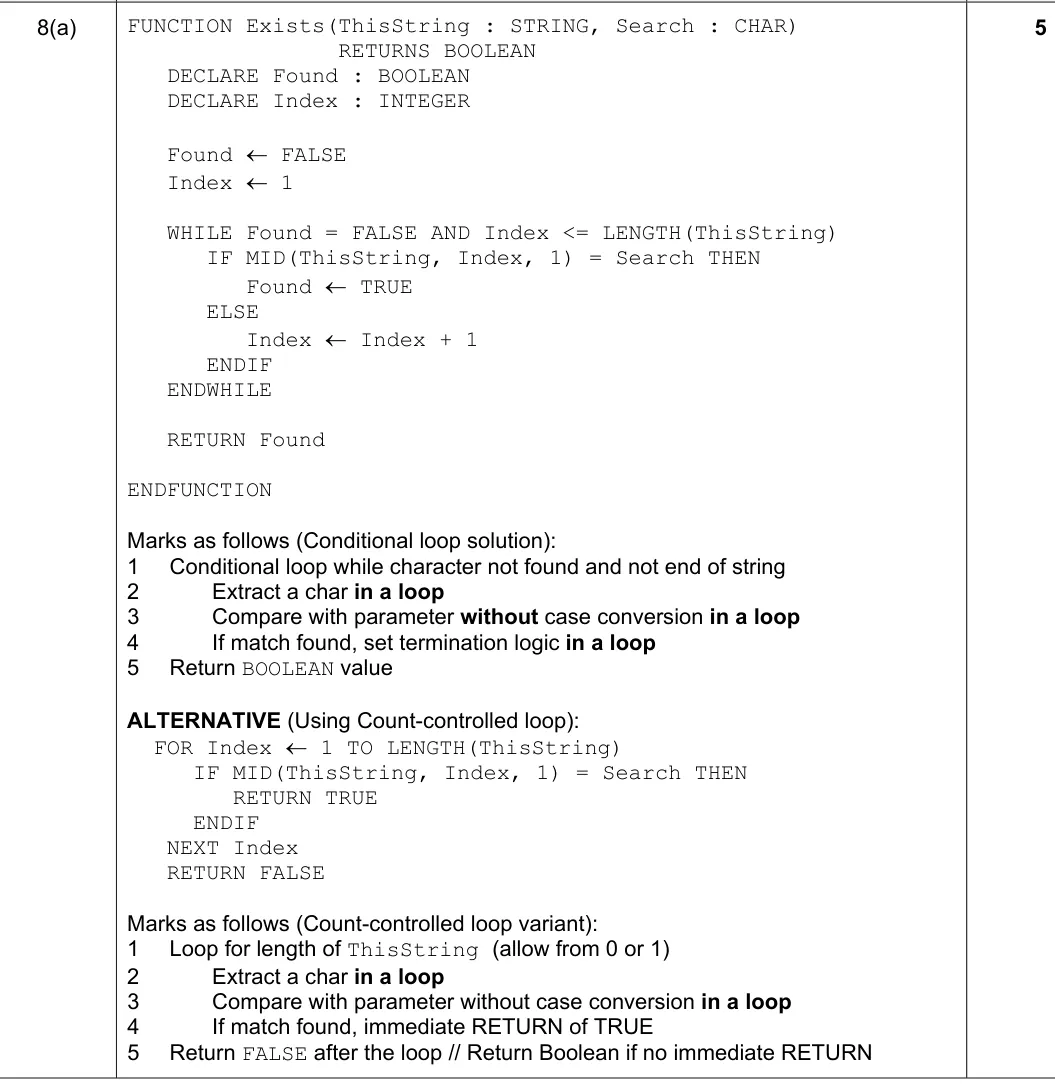 8(a)
FUNCTION Exists(ThisString : STRING, Search : CHAR)
RETURNS BOOLEAN
DECLARE Found : BOOLEAN
DECLARE Index : INTEGER
Found ← FALSE
Index ← 1
WHILE Found = FALSE AND Index <= LENGTH(ThisString)
IF MID(ThisString, Index, 1) = Search THEN
Found ← TRUE
ELSE
Index ← Index + 1
ENDIF
ENDWHILE
RETURN Found
ENDFUNCTION
Marks as follows (Conditional loop solution):
1 Conditional loop while character not found and not end of string
2 Extract a char in a loop
3 Compare with parameter without case conversion in a loop
4 If match found, set termination logic in a loop
5 Return BOOLEAN value
ALTERNATIVE (Using Count-controlled loop):
FOR Index ← 1 TO LENGTH(ThisString)
IF MID(ThisString, Index, 1) = Search THEN
RETURN TRUE
ENDIF
NEXT Index
RETURN FALSE
Marks as follows (Count-controlled loop variant):
1 Loop for length of ThisString (allow from 0 or 1)
2 Extract a char in a loop
3 Compare with parameter without case conversion in a loop
4 If match found, immediate RETURN of TRUE
5 Return FALSE after the loop // Return Boolean if no immediate RETURN
5